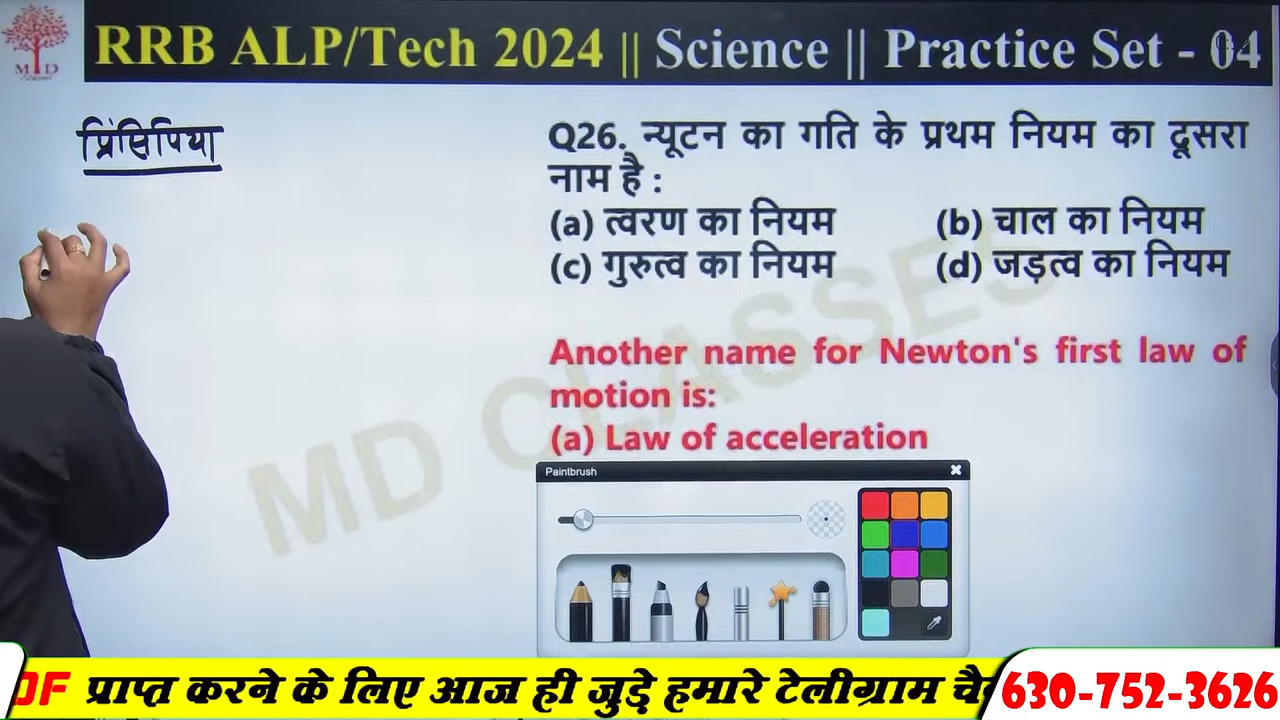 RRB ALP/Tech 2024 || Science || Practice Set - 04
MD
प्रिंसिपिया
Q26. न्यूटन का गति के प्रथम नियम का दूसरा
नाम है :
(a) त्वरण का नियम (b) चाल का नियम
(c) गुरुत्व का नियम (d) जड़त्व का नियम
Another name for Newton's first law of
motion is:
(a) Law of acceleration
MD CLASSES
Paintbrush
DF प्राप्त करने के लिए आज ही जुड़े हमारे टेलीग्राम
630-752-3626